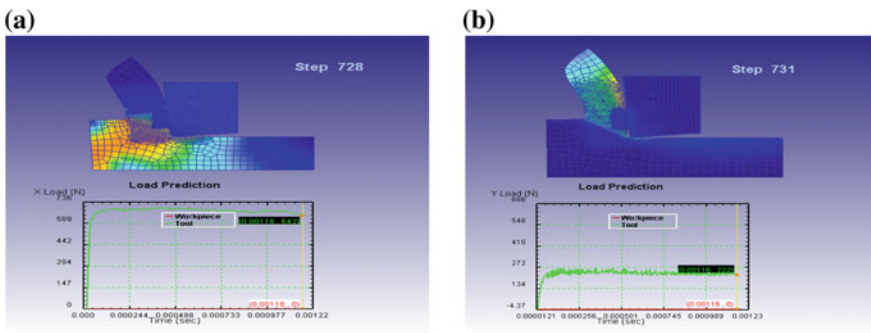 (a)
Step 728
Load Prediction
X Load (N)
736
589
442
294
147
0
Workpiece
Tool
(0.00116, 642)
(0.00116, 0)
0.000 0.000244 0.000488 0.000733 0.000977 0.00122
Time (sec)
(b)
Step 731
Load Prediction
Y Load (N)
686
548
410
272
134
-4.37
Workpiece
Tool
(0.00116, 0)
0.0000121 0.000256 0.000501 0.000745 0.000989 0.00123
Time (sec)